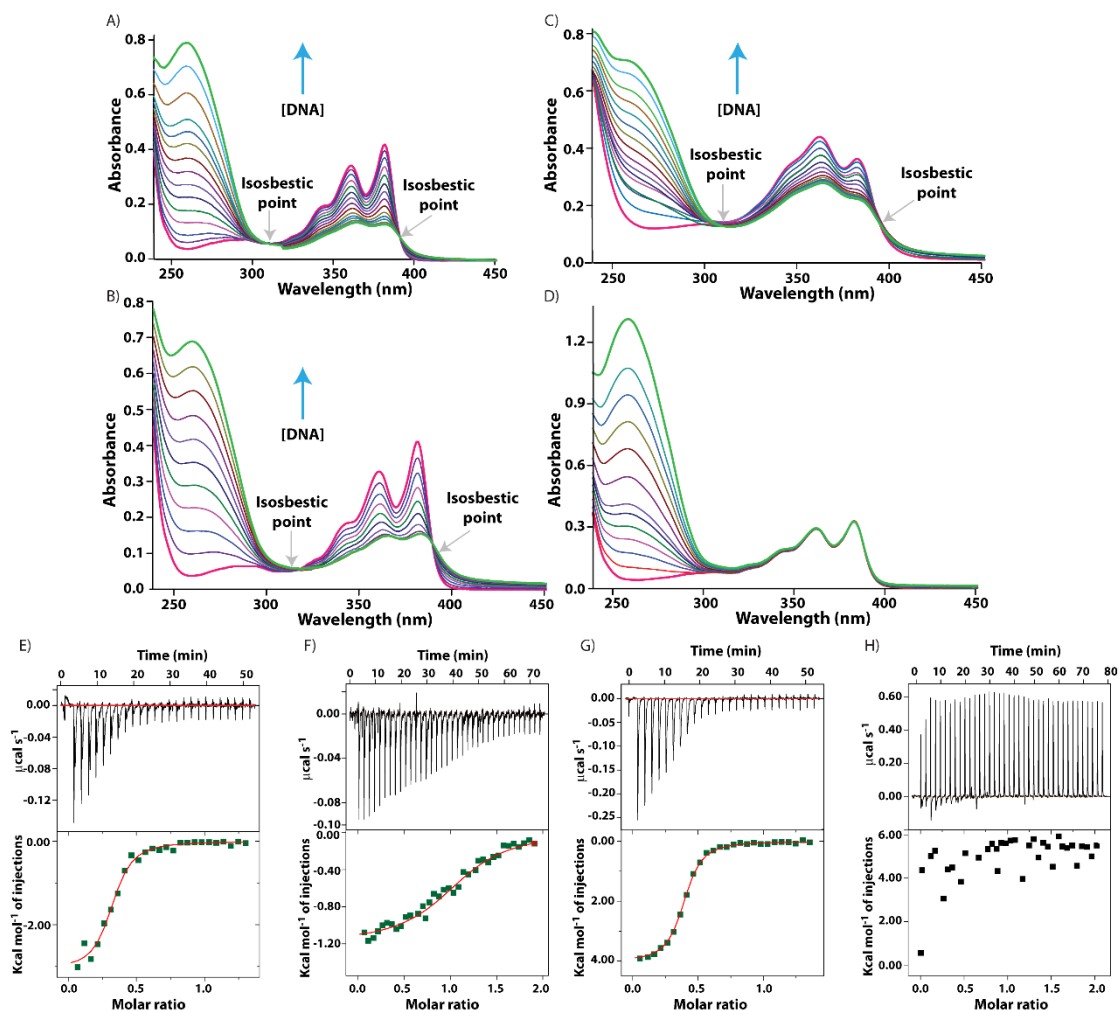 A)
0.8
0.6
0.4
0.2
0.0
Absorbance
[DNA]
Isosbestic
point
Isosbestic
point
250 300 350 400 450
Wavelength (nm)
C)
0.8
0.6
0.4
0.2
0.0
Absorbance
[DNA]
Isosbestic
point
Isosbestic
point
250 300 350 400 450
Wavelength (nm)
B)
0.8
0.7
0.6
0.5
0.4
0.3
0.2
0.1
0.0
Absorbance
[DNA]
Isosbestic
point
Isosbestic
point
250 300 350 400 450
Wavelength (nm)
D)
1.2
0.9
0.6
0.3
0.0
Absorbance
250 300 350 400 450
Wavelength (nm)
E)
Time (min)
0 10 20 30 40 50
0.00
-0.04
-0.08
-0.12
μcal s-1
0.00
-2.00
Kcal mol-1 of injections
0.0 0.5 1.0
Molar ratio
F)
Time (min)
0 10 20 30 40 50 60 70
0.00
-0.04
-0.08
-0.10
μcal s-1
0.00
-0.40
-0.80
-1.20
Kcal mol-1 of injections
0.0 0.5 1.0 1.5 2.0
Molar ratio
G)
Time (min)
0 10 20 30 40 50
0.00
-0.05
-0.10
-0.15
-0.20
-0.25
μcal s-1
0.00
-2.00
4.00
Kcal mol-1 of injections
0.0 0.5 1.0
Molar ratio
H)
Time (min)
0 10 20 30 40 50 60 70 80
0.60
0.40
0.20
0.00
μcal s-1
6.00
4.00
2.00
0.00
Kcal mol-1 of injections
0.0 0.5 1.0 1.5 2.0
Molar ratio